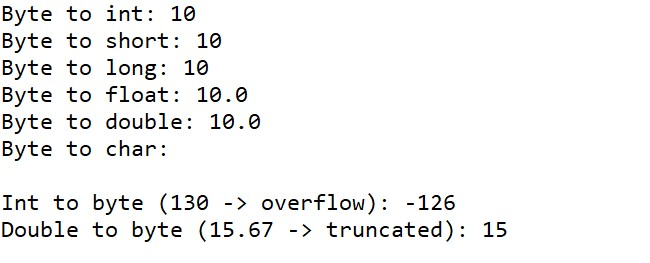 Byte to int: 10
Byte to short: 10
Byte to long: 10
Byte to float: 10.0
Byte to double: 10.0
Byte to char:
Int to byte (130 -> overflow): -126
Double to byte (15.67 -> truncated): 15